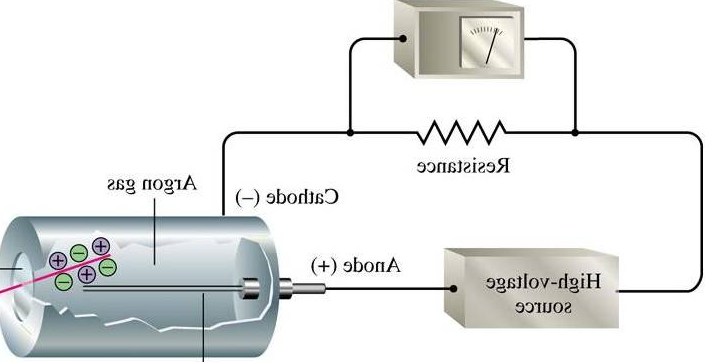 Resistance
Argon gas
Cathode (−)
Anode (+)
High-voltage
source